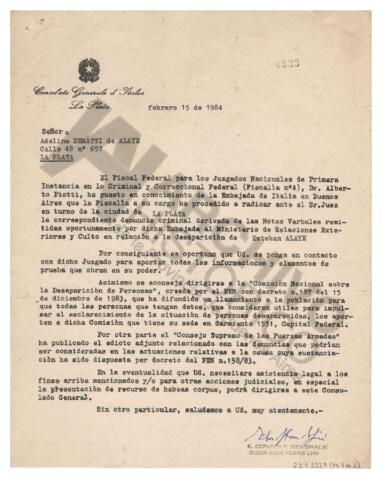 Consolato Generale d'Italia
La Plata
febrero 15 de 1984
Señora
Adelina DEMATTI de ALAYE
Calle 48 nº 657
LA PLATA
El Fiscal Federal para los Juzgados Nacionales de Primera
Instancia en lo Criminal y Correccional Federal (Fiscalía nº4), Dr. Alber-
to Piotti, ha puesto en conocimiento de la Embajada de Italia en Buenos
Aires que la Fiscalía a su cargo ha procedido a radicar ante el Sr.Juez
en turno de la ciudad de LA PLATA
la correspondiente denuncia criminal derivada de las Notas Verbales remi-
tidas oportunamente por dicha Embajada al Ministerio de Relaciones Exte-
riores y Culto en relación a la desaparición de Esteban ALAYE
Por consiguiente es oportuno que Ud. se ponga en contacto
con dicho Juzgado para aportar todas las informaciones y elementos de
prueba que obren en su poder.
Asimismo se aconseja dirigirse a la "Comisión Nacional sobre
la Desaparición de Personas", creada por el PEN con decreto n.187 del 15
de diciembre de 1983, que ha difundido un llamamiento a la población para
que todas las personas que tengan datos, que consideren útiles para impul-
sar el esclarecimiento de la situación de personas desaparecidas, los apor-
ten a dicha Comisión que tiene su sede en Sarmiento 1551, Capital Federal.
Por otra parte el "Consejo Supremo de las Fuerzas Armadas"
ha publicado el edicto adjunto relacionado con las denuncias que podrían
ser consideradas en las actuaciones relativas a la causa cuya sustancia-
ción ha sido dispuesta por decreto del PEN n.158/83.
En la eventualidad que Ud. necesitara asistencia legal a los
fines arriba mencionados y/o para otras acciones judiciales, en especial
la presentación de recurso de habeas corpus, podrá dirigirse a este Consu-
lado General.
Sin otro particular, saludamos a Ud. muy atentamente.-
IL CONSOLE GENERALE